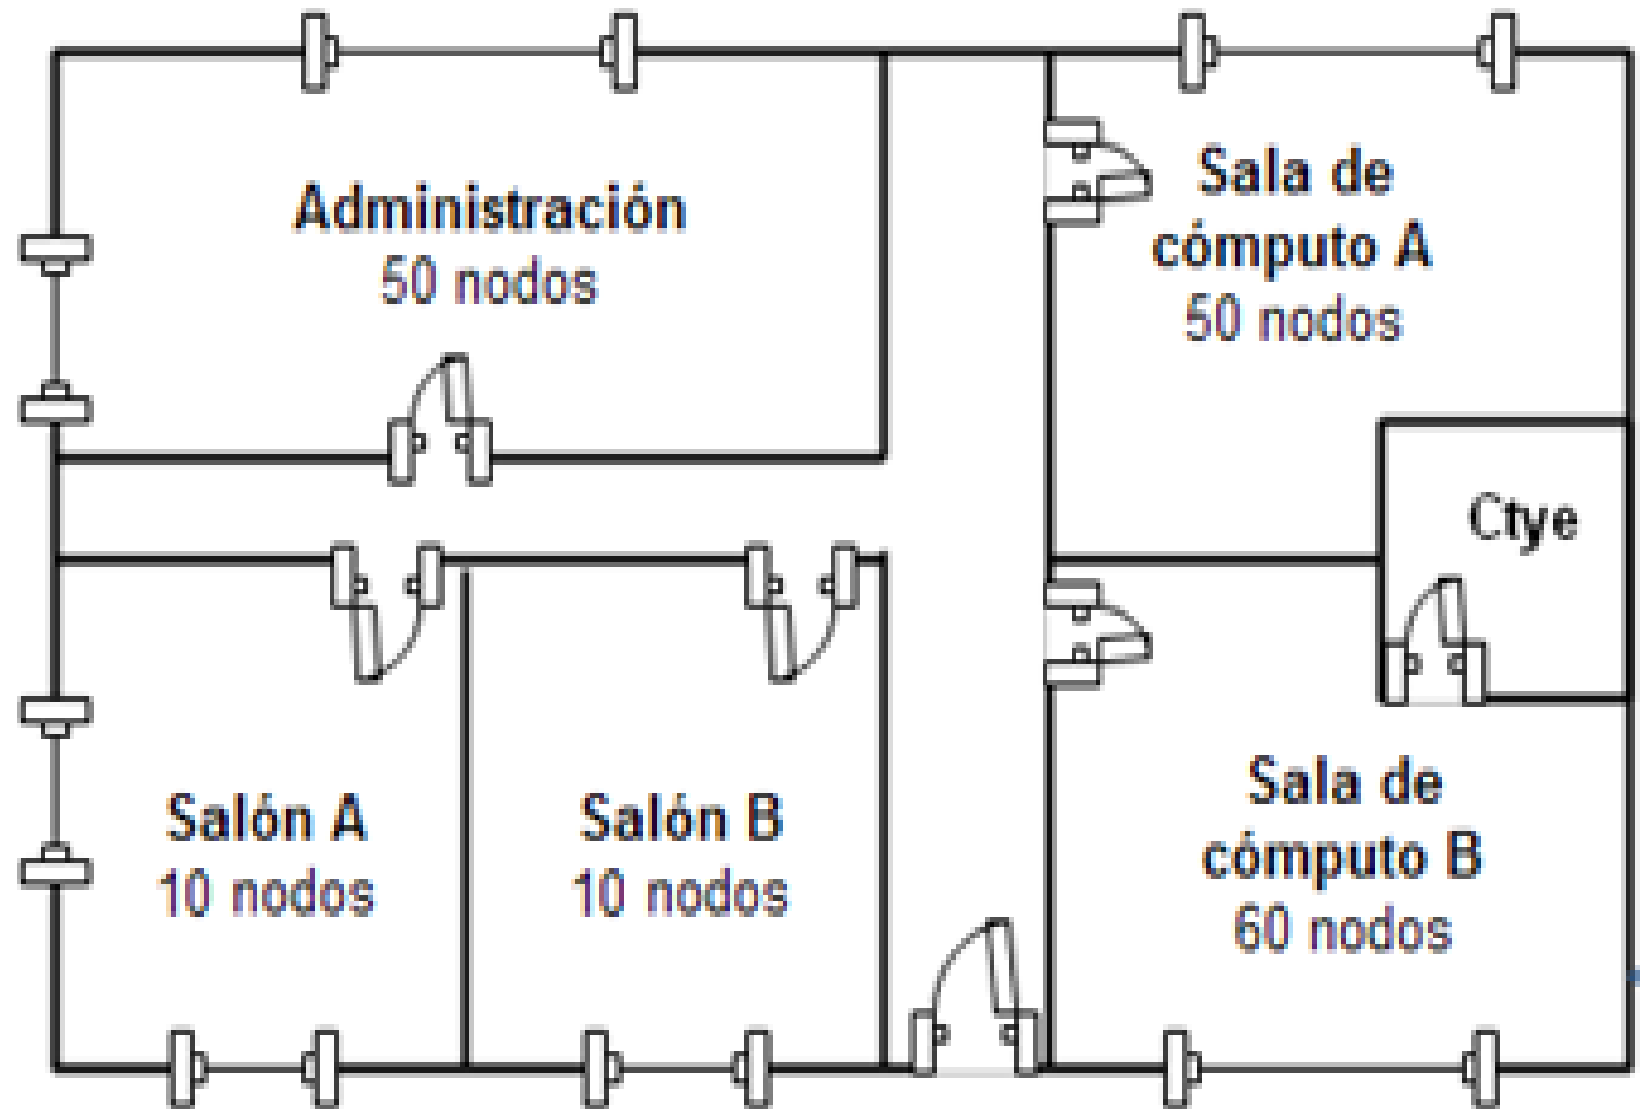 Administración
50 nodos
Sala de
cómputo A
50 nodos
Ctye
Salón A
10 nodos
Salón B
10 nodos
Sala de
cómputo B
60 nodos